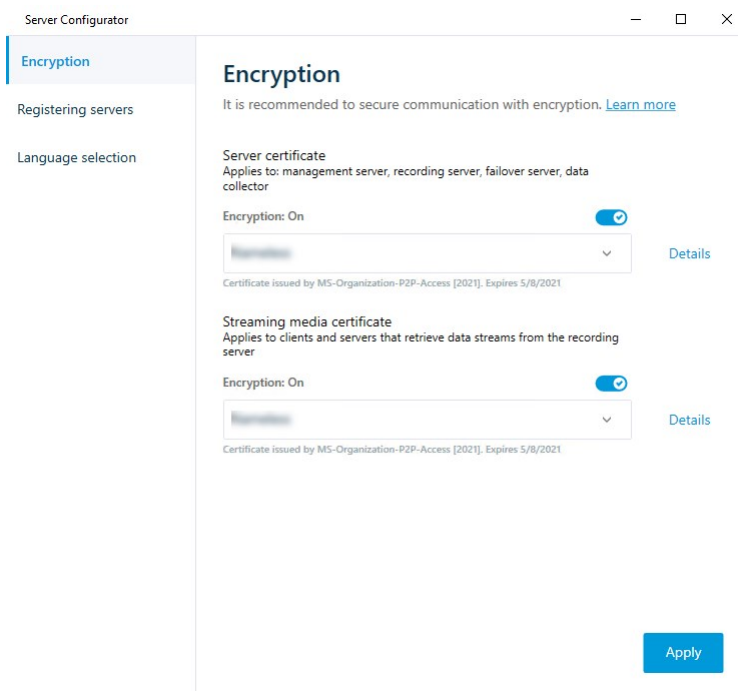 Server Configurator
Encryption
Registering servers
Language selection
Encryption
It is recommended to secure communication with encryption. Learn more
Server certificate
Applies to: management server, recording server, failover server, data
collector
Encryption: On
Details
Certificate issued by MS-Organization-P2P-Access [2021]. Expires 5/8/2021
Streaming media certificate
Applies to clients and servers that retrieve data streams from the recording
server
Encryption: On
Details
Certificate issued by MS-Organization-P2P-Access [2021]. Expires 5/8/2021
Apply